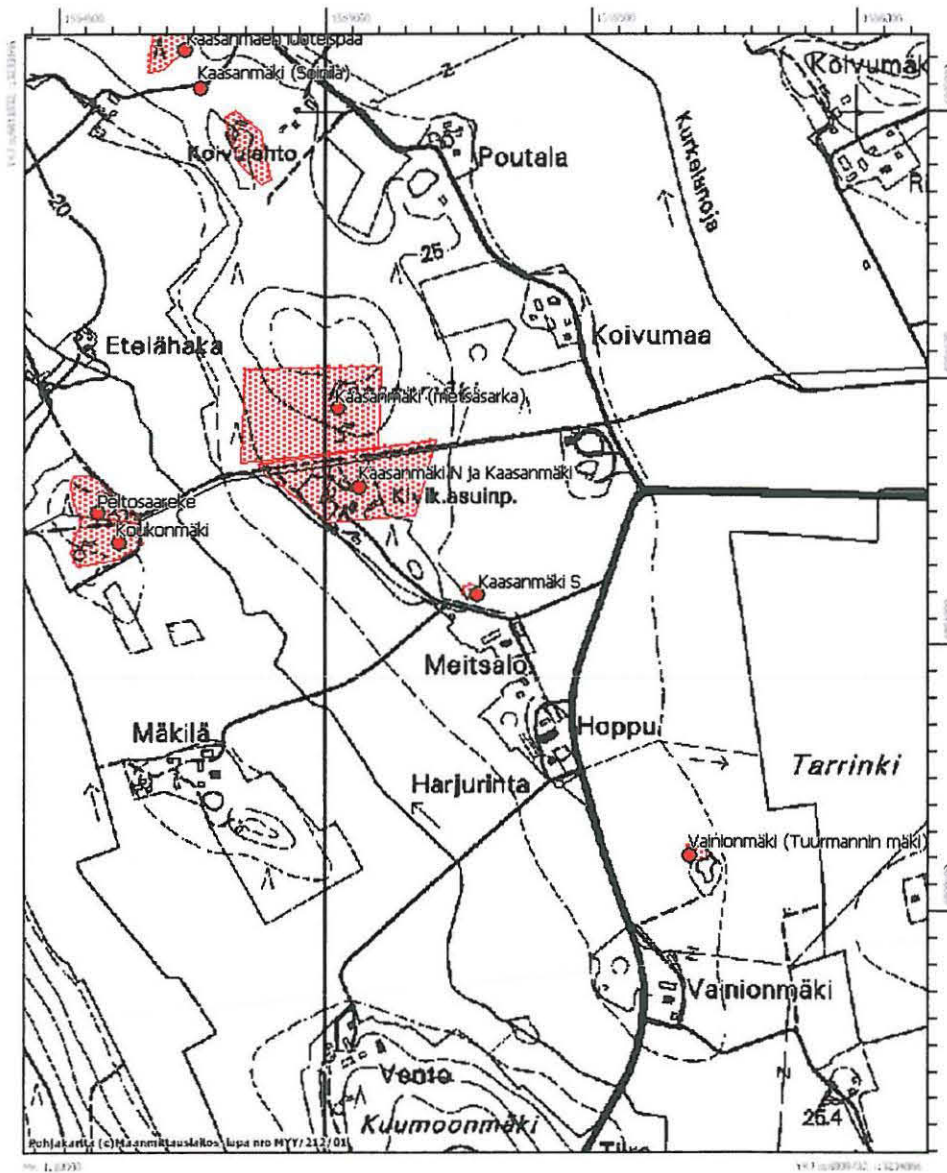 Kaasanmäen luoteispää
Kaasanmäki (Soinila)
Koivumäki
Koivulahto
Poutala
Kurkelanoja
20
25
Etelähaka
Koivumaa
Kaasanmäki (metsäsarka)
Kaasanmäki N ja Kaasanmäki
Kivik.asuinp.
Peltosaareke
Koukonmäki
Kaasanmäki S
Meitsalo
Mäkilä
Hoppu
Harjurinta
Tarrinki
Vainionmäki (Tuurmannin mäki)
Vainionmäki
Vento
Kuumoonmäki
25.4
Pohjakartta (c)Maanmittauslaitos lupa nro MYY/212/01